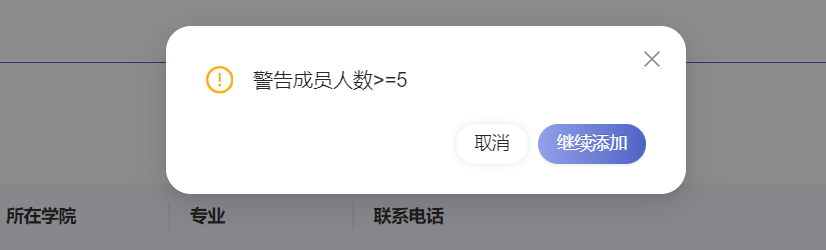 警告成员人数>=5
取消
继续添加
所在学院
专业
联系电话